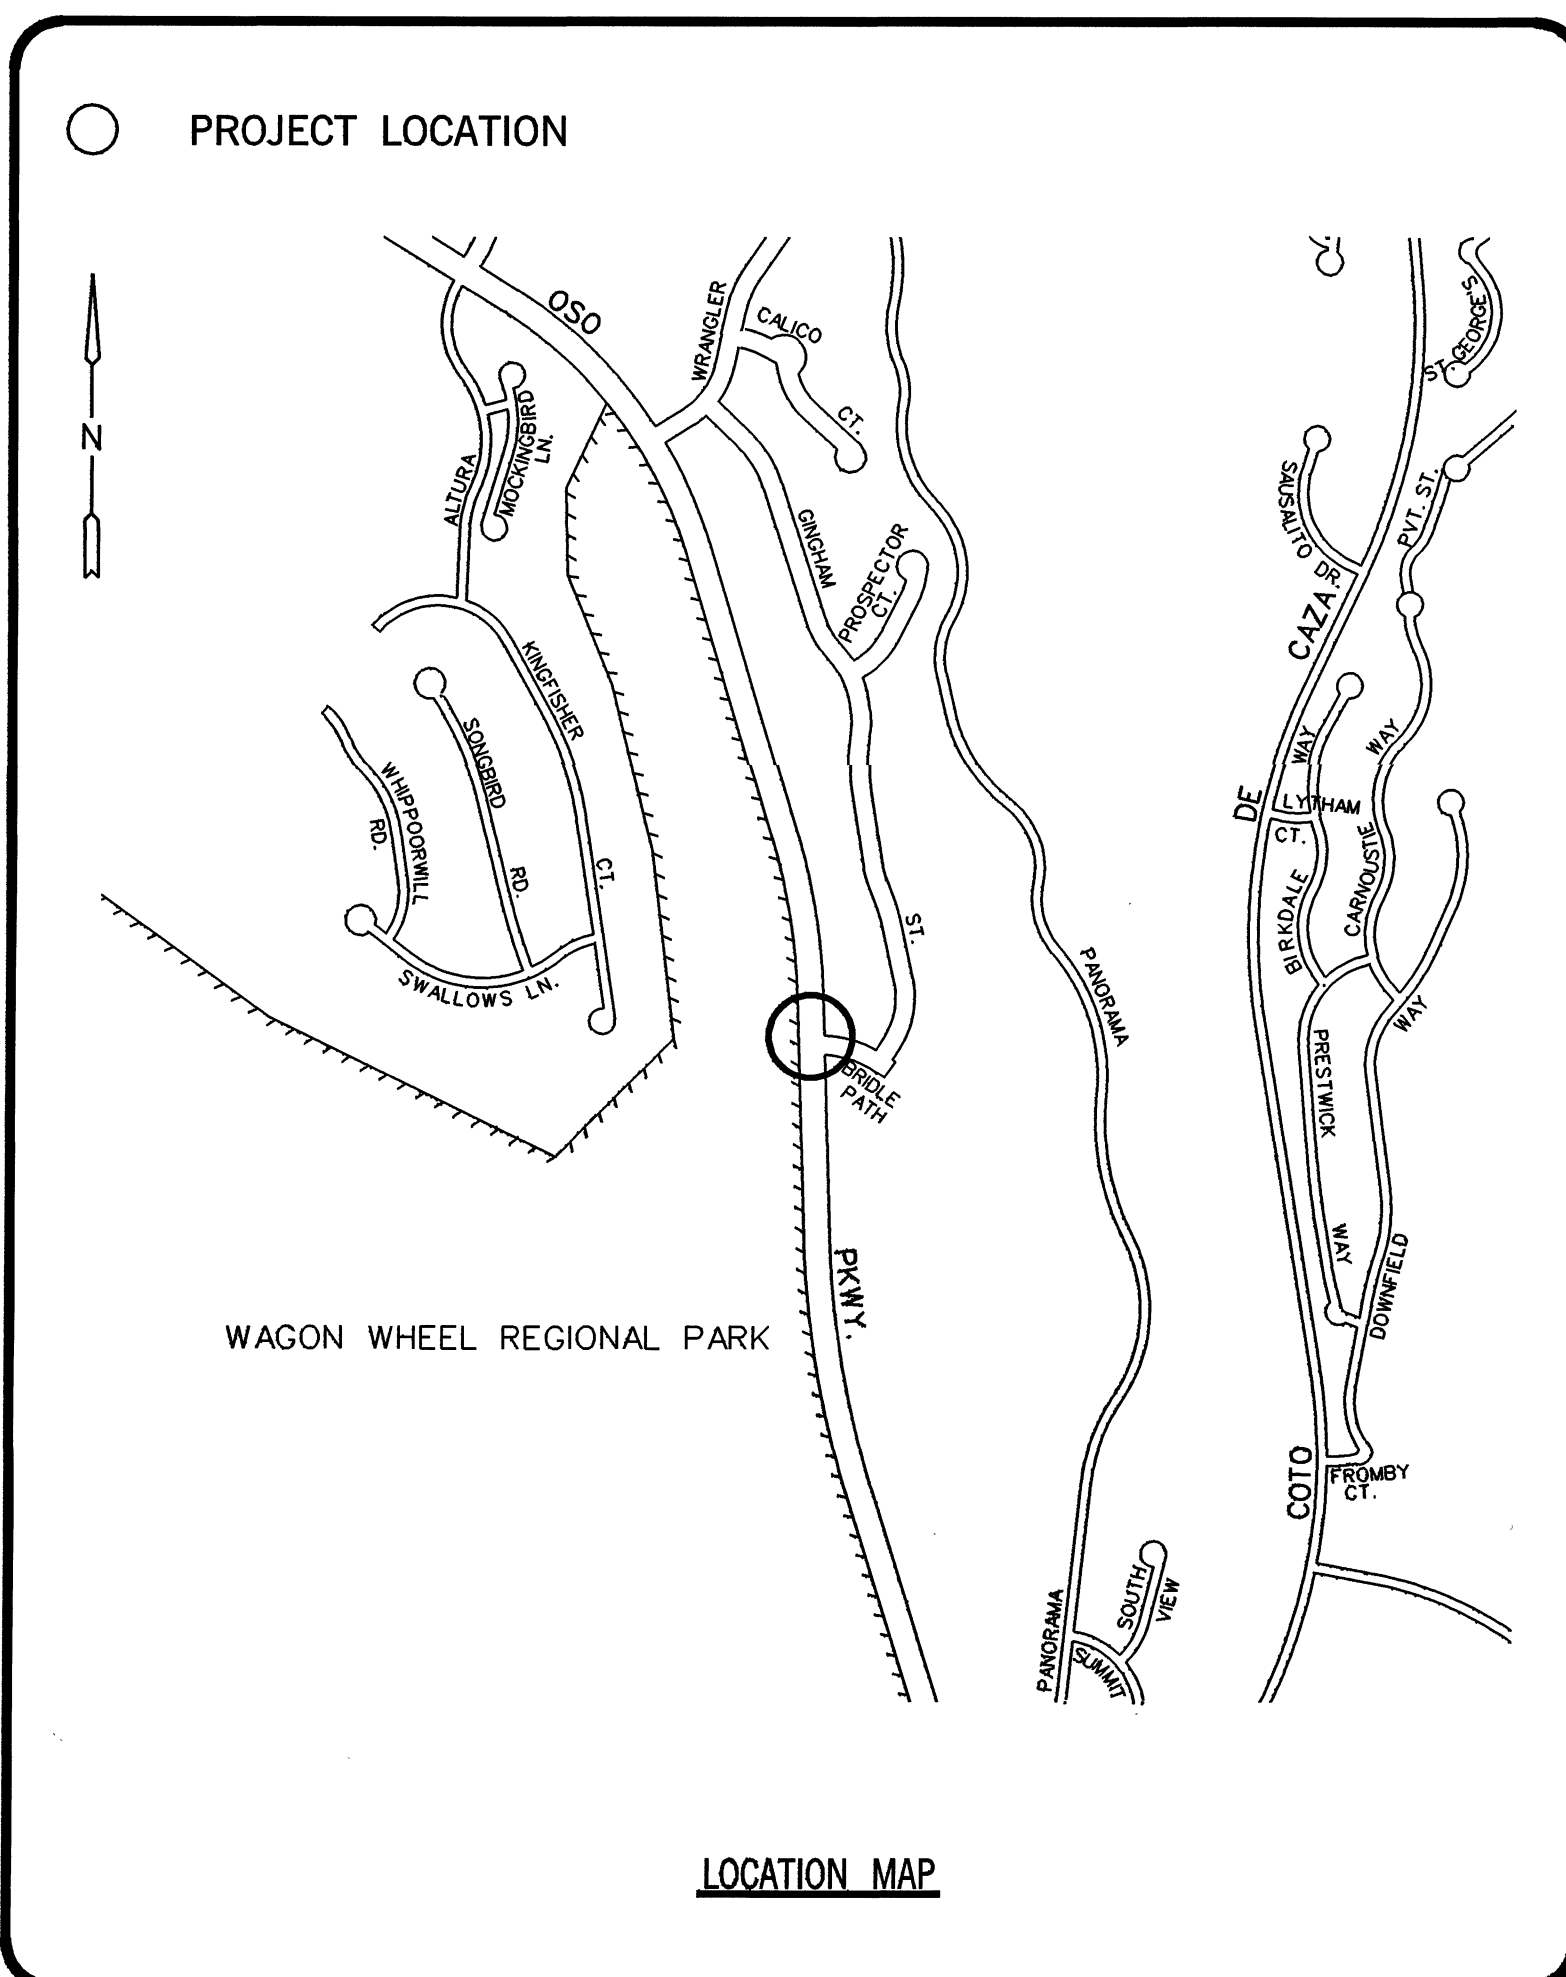 PROJECT LOCATION
N
OSO
WRANGLER
CALICO
CT.
ST. GEORGE'S
MOCKINGBIRD
LN.
ALTURA
SAUSALITO DR.
PVT. ST.
GINGHAM
PROSPECTOR
CT.
CAZA
KINGFISHER
SONGBIRD
WAY
WAY
WHIPPOORWILL
RD.
DE
LYTHAM
CT.
CARNOUSTIE
RD.
CT.
BIRKDALE
ST.
SWALLOWS LN.
PANORAMA
WAY
PRESTWICK
BRIDLE
PATH
WAY
DOWNFIELD
PKWY.
WAGON WHEEL REGIONAL PARK
COTO
FROMBY
CT.
SOUTH
VIEW
PANORAMA
SUMMIT
LOCATION MAP